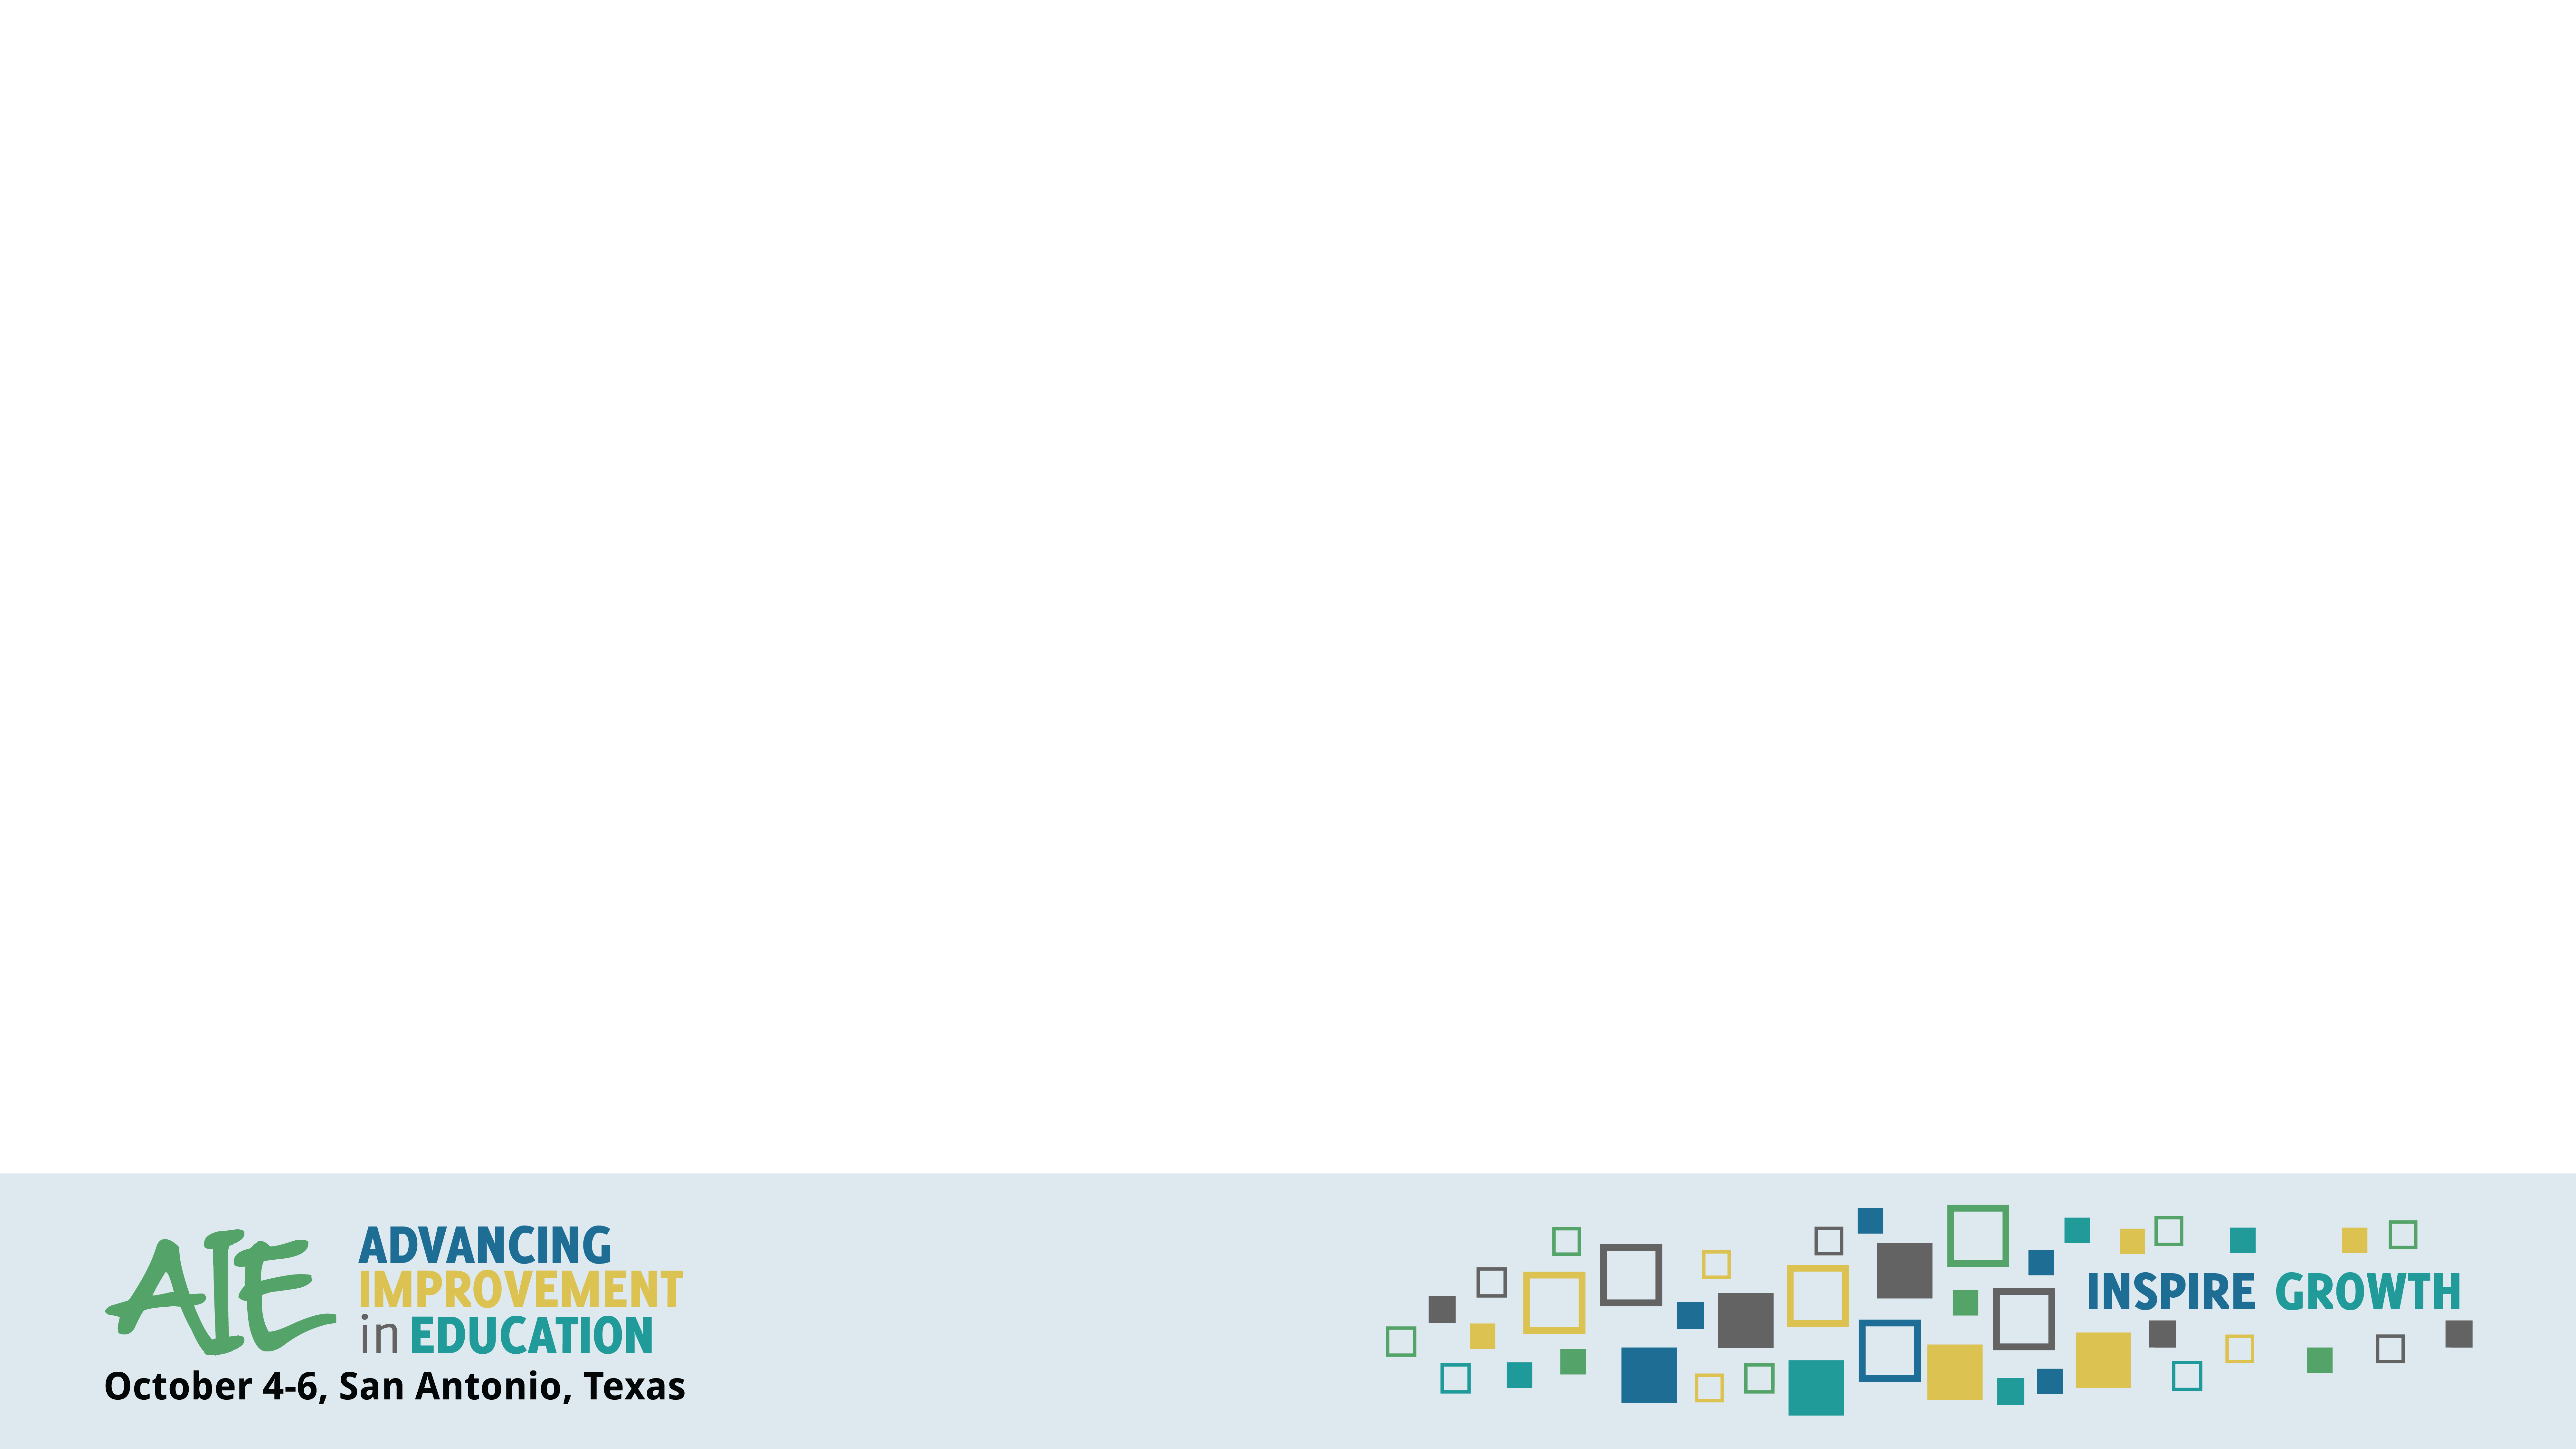 AIE
ADVANCING
IMPROVEMENT
in EDUCATION
October 4-6, San Antonio, Texas
INSPIRE GROWTH